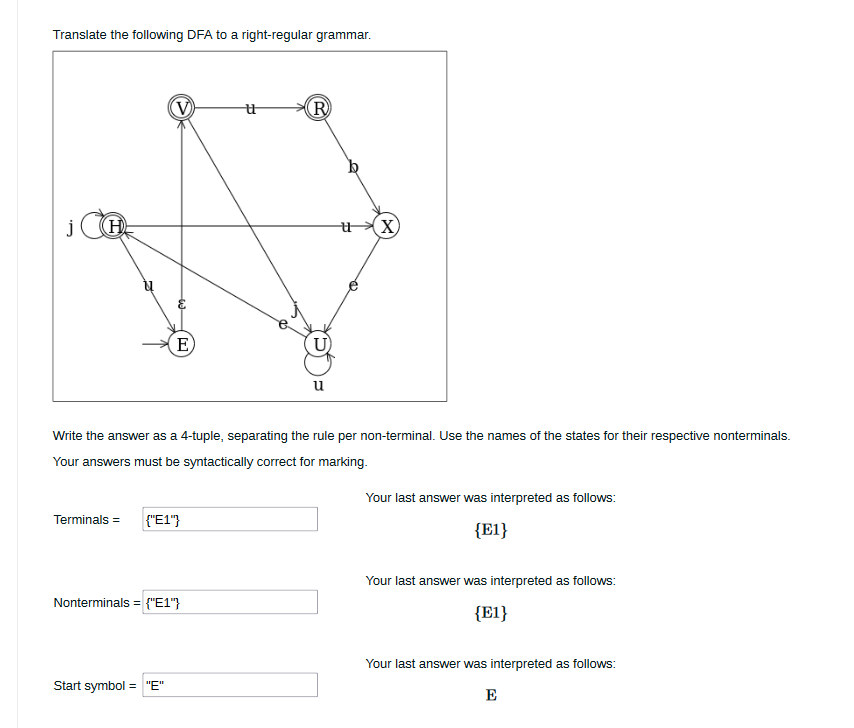 Translate the following DFA to a right-regular grammar.
V u R
b
j H u X
u ε e j e
E U
u
Write the answer as a 4-tuple, separating the rule per non-terminal. Use the names of the states for their respective nonterminals.
Your answers must be syntactically correct for marking.
Your last answer was interpreted as follows:
Terminals = {"E1"}
{E1}
Your last answer was interpreted as follows:
Nonterminals = {"E1"}
{E1}
Your last answer was interpreted as follows:
Start symbol = "E"
E